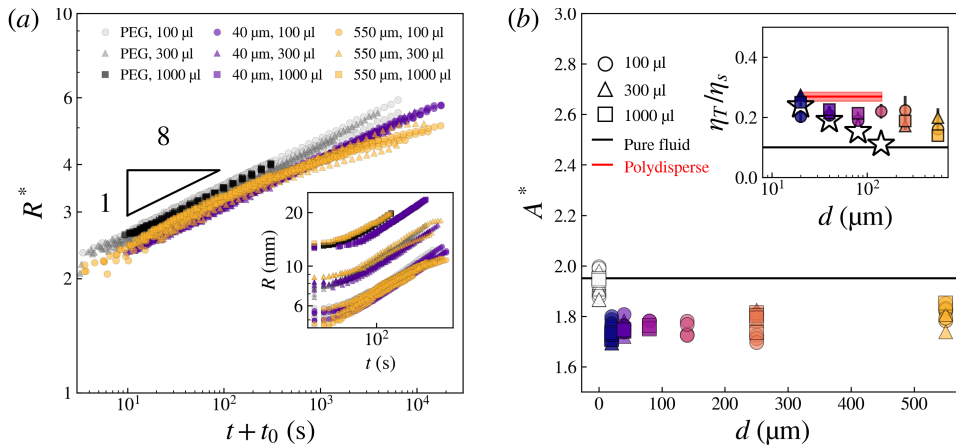 (a)
10
6
4
3
2
1
R*
PEG, 100 µl
40 µm, 100 µl
550 µm, 100 µl
PEG, 300 µl
40 µm, 300 µl
550 µm, 300 µl
PEG, 1000 µl
40 µm, 1000 µl
550 µm, 1000 µl
8
1
20
10
6
R (mm)
10²
t (s)
10¹
10²
10³
10⁴
t + t₀ (s)
(b)
3.0
2.8
2.6
2.4
2.2
2.0
1.8
1.6
A*
100 µl
300 µl
1000 µl
Pure fluid
Polydisperse
0.4
0.2
0.0
η_T/η_s
10¹
10²
d (µm)
0
100
200
300
400
500
d (µm)